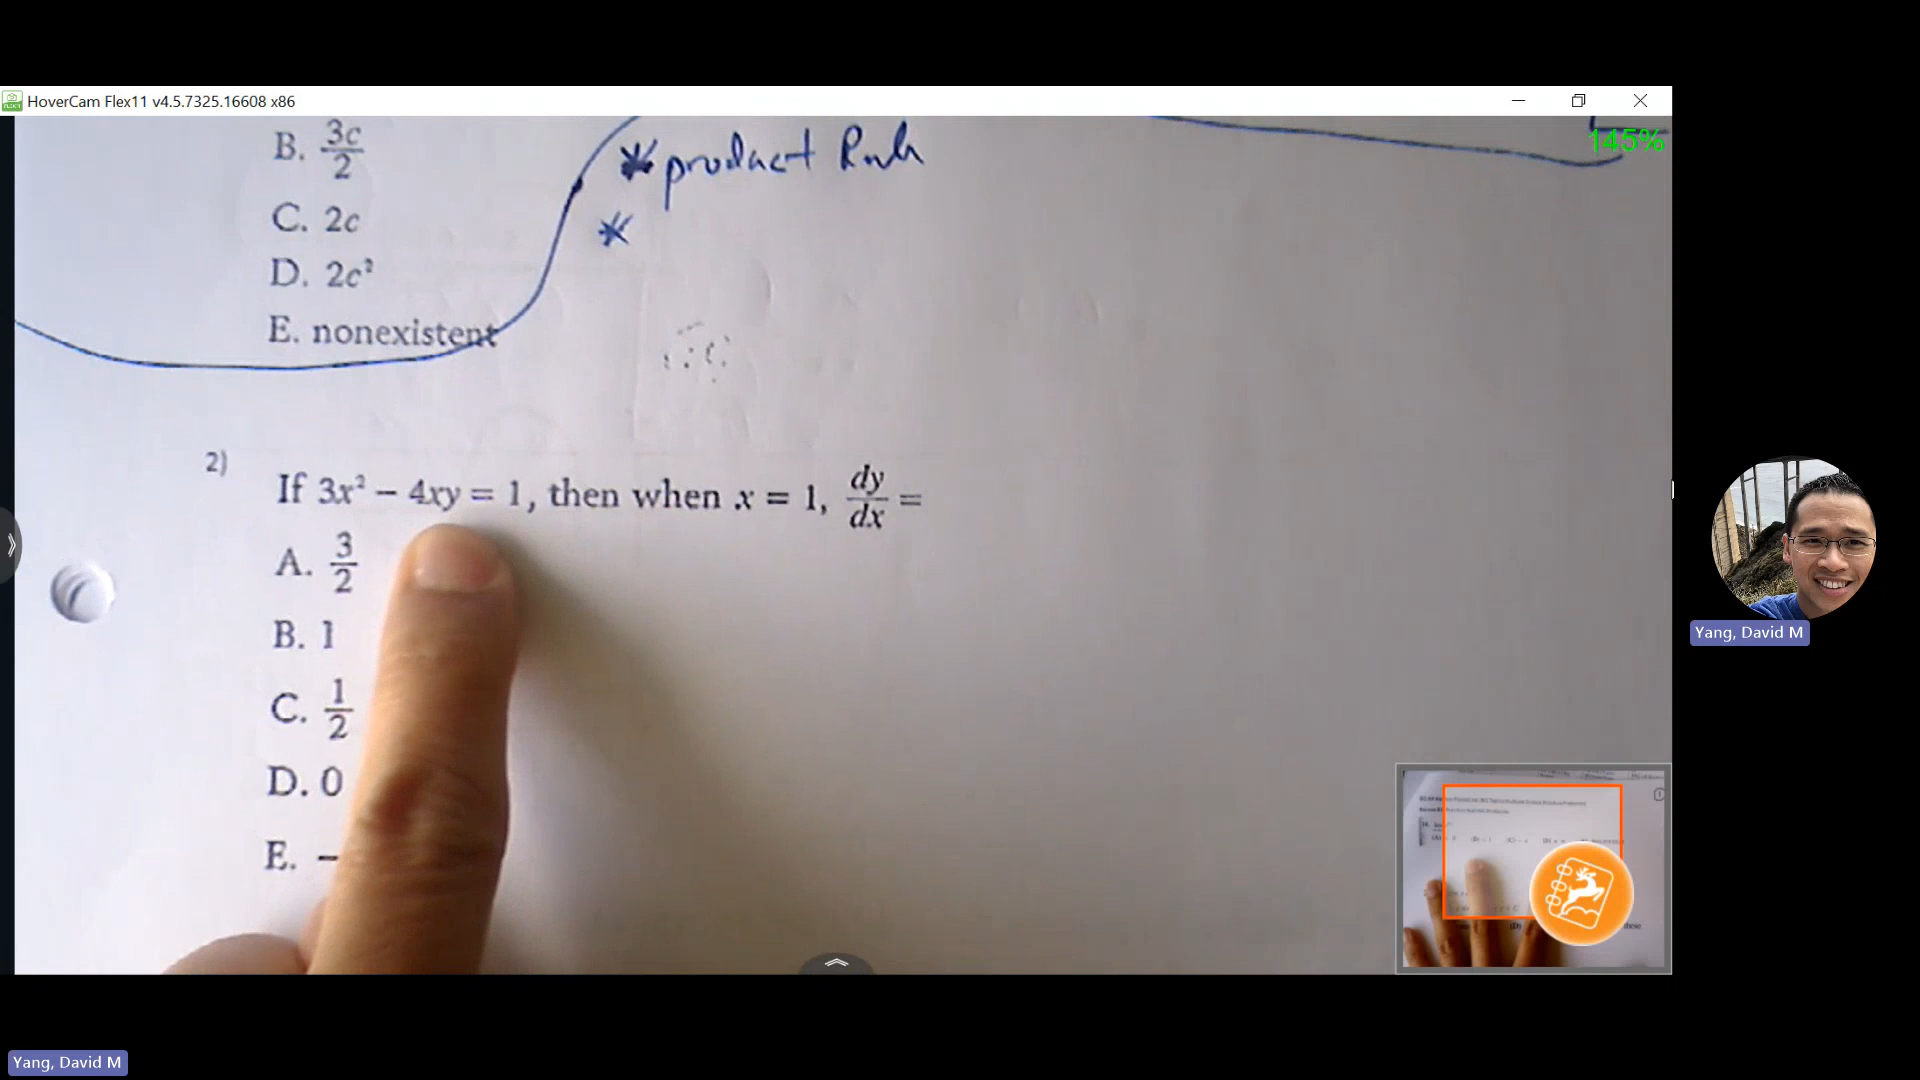 HoverCam Flex11 v4.5.7325.16608 x86
145%
B. 3c/2
* product Rule
C. 2c
*
D. 2c²
E. nonexistent
2)
If 3x² − 4xy = 1, then when x = 1, dy/dx =
A. 3/2
B. 1
C. 1/2
D. 0
E. −
Yang, David M
Yang, David M